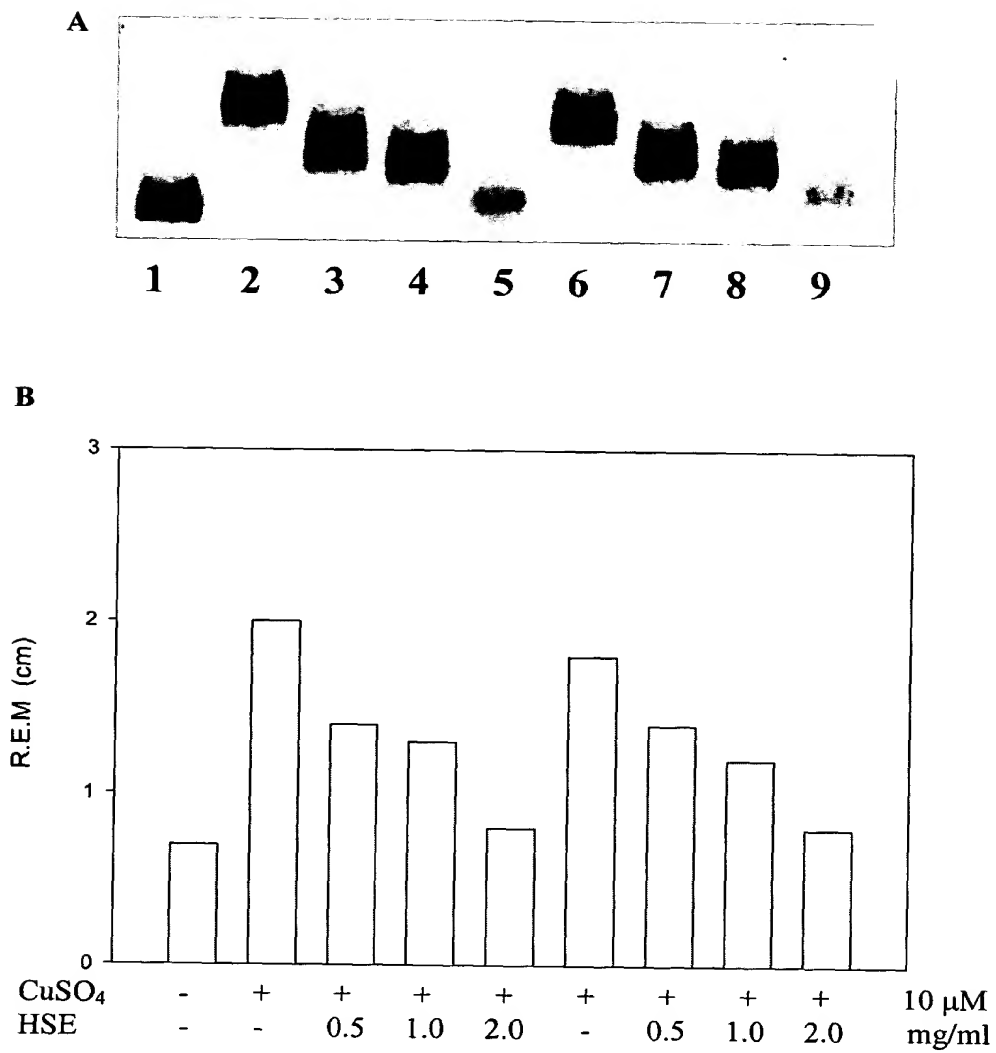 A
1 2 3 4 5 6 7 8 9
B
3
2
1
0
R.E.M (cm)
CuSO₄ - + + + + + + + + 10 μM
HSE - - 0.5 1.0 2.0 - 0.5 1.0 2.0 mg/ml